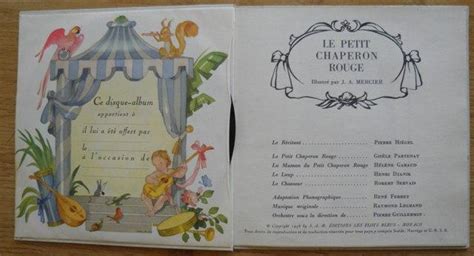 Ce disque-album
appartient à
il lui a été offert par
le
à l'occasion de
LE PETIT
CHAPERON
ROUGE
Illustré par J. A. MERCIER
Le Récitant PIERRE HIÉGEL
Le Petit Chaperon Rouge GISÈLE PARTENAY
La Maman du Petit Chaperon Rouge HÉLÈNE GARAUD
Le Loup HENRI DJANIK
Le Chasseur ROBERT SERVAIS
Adaptation Phonographique RENÉ FERRET
Musique originale RAYMOND LEGRAND
Orchestre sous la direction de PIERRE GUILLERMIN